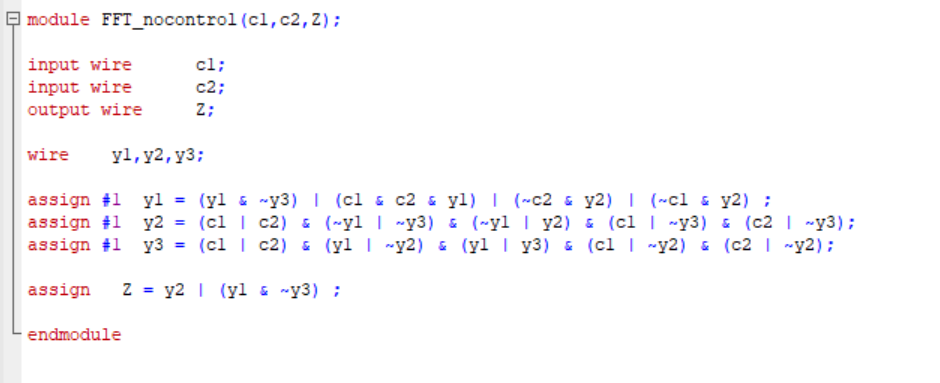 module FFT_nocontrol(c1,c2,Z);
input wire c1;
input wire c2;
output wire Z;
wire y1,y2,y3;
assign #1 y1 = (y1 & ~y3) | (c1 & c2 & y1) | (~c2 & y2) | (~c1 & y2) ;
assign #1 y2 = (c1 | c2) & (~y1 | ~y3) & (~y1 | y2) & (c1 | ~y3) & (c2 | ~y3);
assign #1 y3 = (c1 | c2) & (y1 | ~y2) & (y1 | y3) & (c1 | ~y2) & (c2 | ~y2);
assign Z = y2 | (y1 & ~y3) ;
endmodule